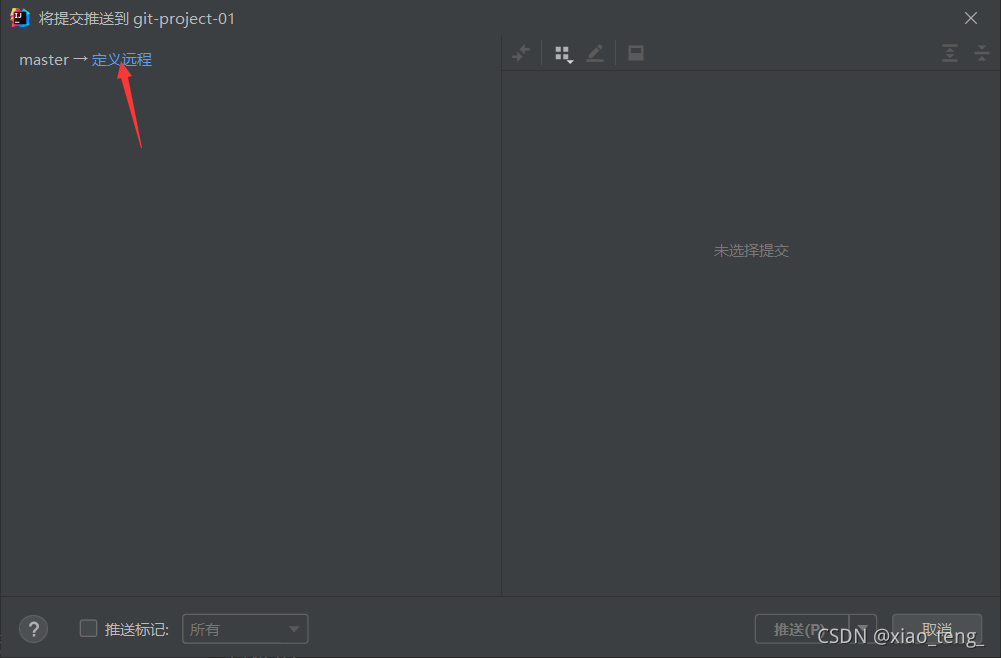 将提交推送到 git-project-01
master → 定义远程
未选择提交
? 推送标记: 所有 推送(P) 取消
CSDN @xiao_teng_